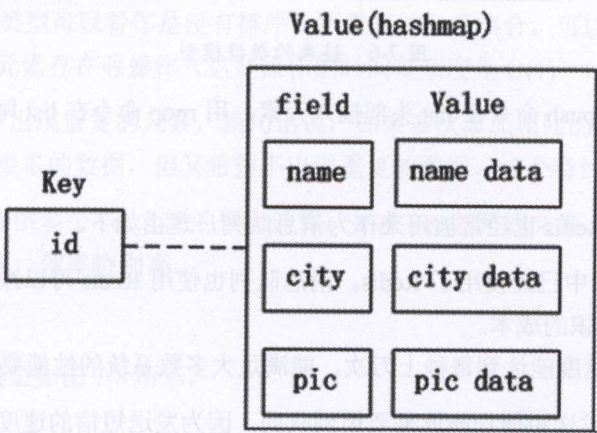 Value(hashmap)
field Value
name name data
Key
id
city city data
pic pic data